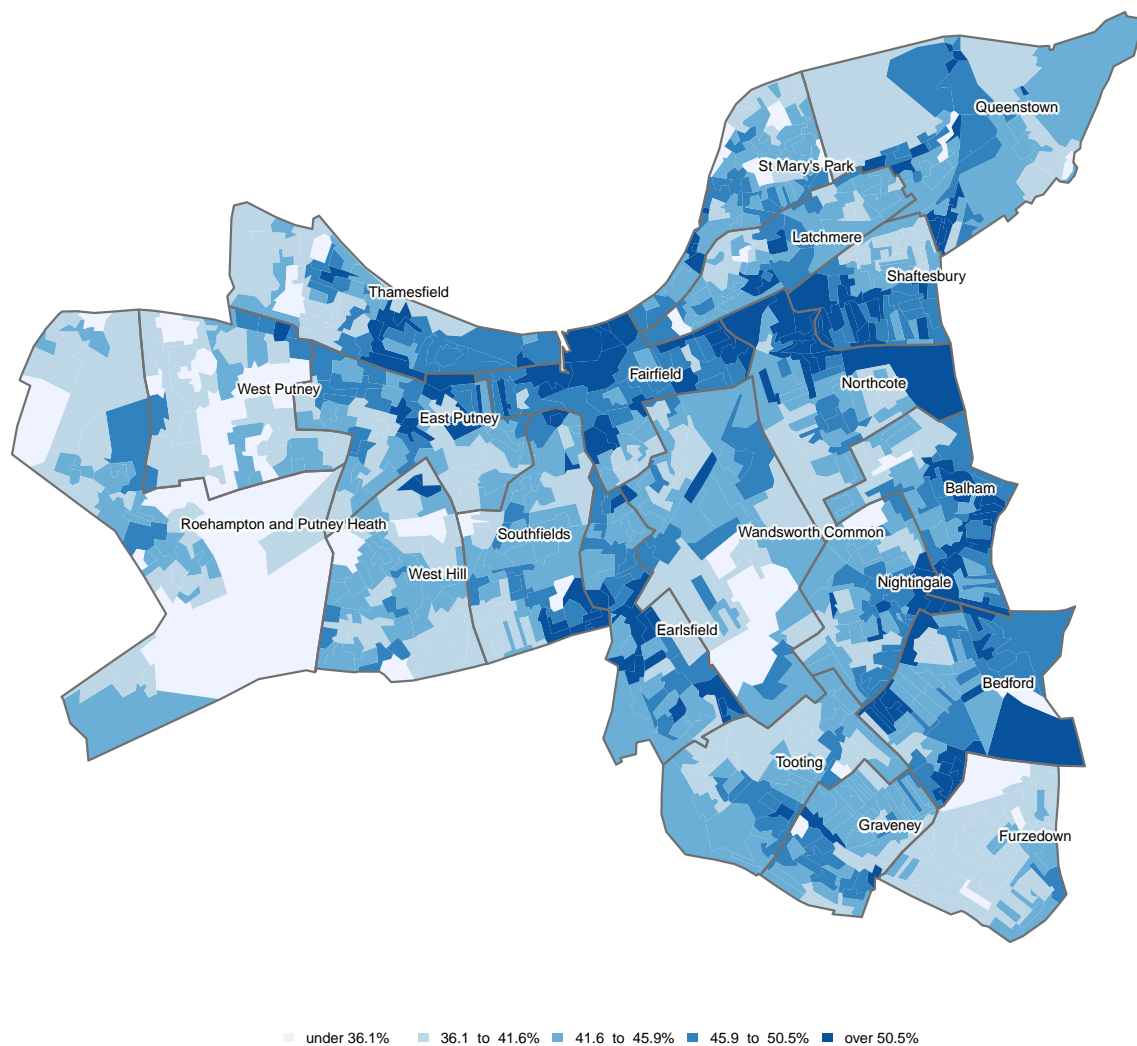 Queenstown
St Mary's Park
Latchmere
Shaftesbury
Thamesfield
Fairfield
Northcote
West Putney
East Putney
Balham
Roehampton and Putney Heath
Southfields
Wandsworth Common
West Hill
Nightingale
Earlsfield
Bedford
Tooting
Graveney
Furzedown
under 36.1% 36.1 to 41.6% 41.6 to 45.9% 45.9 to 50.5% over 50.5%